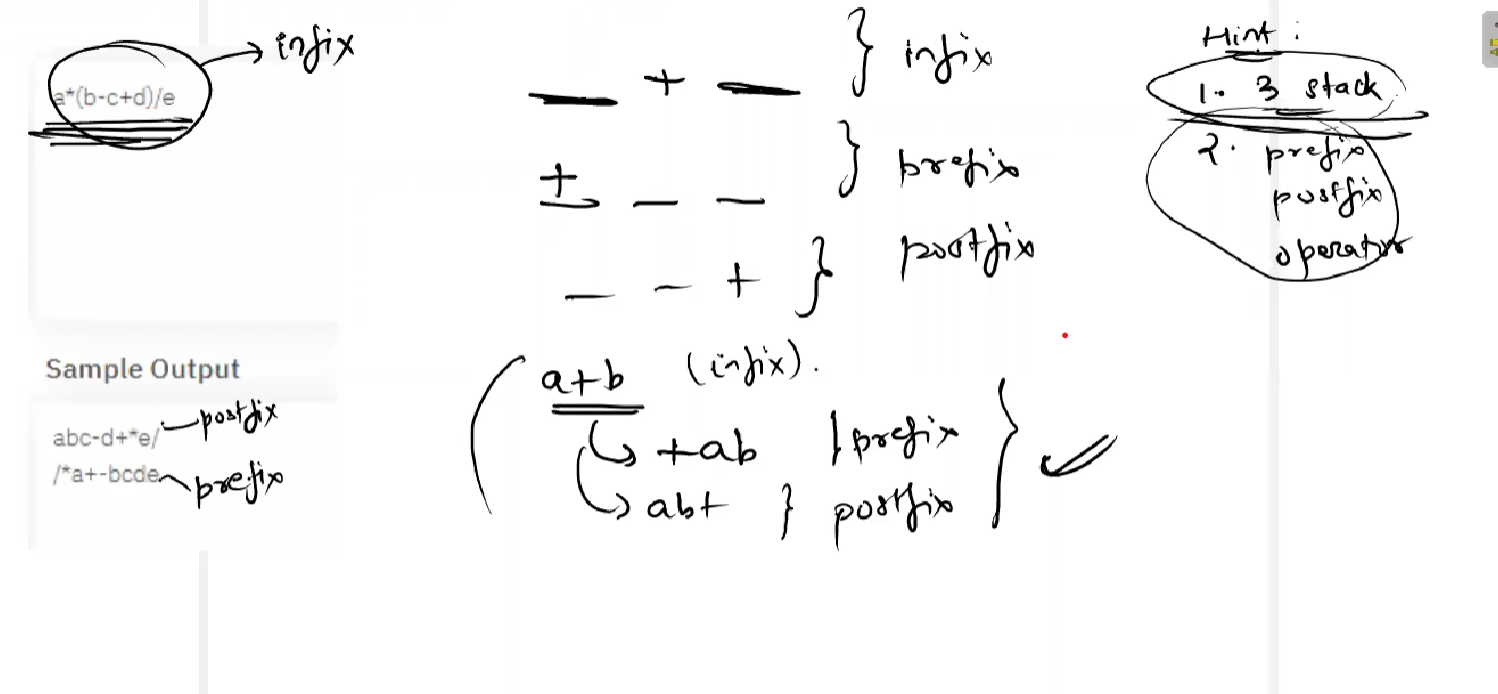 a*(b-c+d)/e
infix
Sample Output
abc-d+*e/
postfix
/*a+-bcde
prefix
+ } infix
+ } prefix
+ } postfix
a+b (infix).
+ab } prefix
ab+ } postfix
Hint :
1. 3 stack
2. prefix
postfix
operator